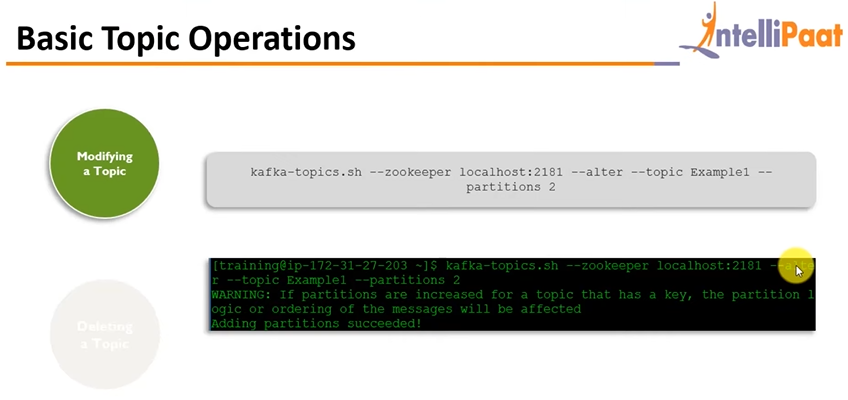 Basic Topic Operations
IntelliPaat
Modifying
a Topic
kafka-topics.sh --zookeeper localhost:2181 --alter --topic Example1 --
partitions 2
[training@ip-172-31-27-203 ~]$ kafka-topics.sh --zookeeper localhost:2181 --alte
r --topic Example1 --partitions 2
WARNING: If partitions are increased for a topic that has a key, the partition l
ogic or ordering of the messages will be affected
Adding partitions succeeded!
Deleting
a Topic